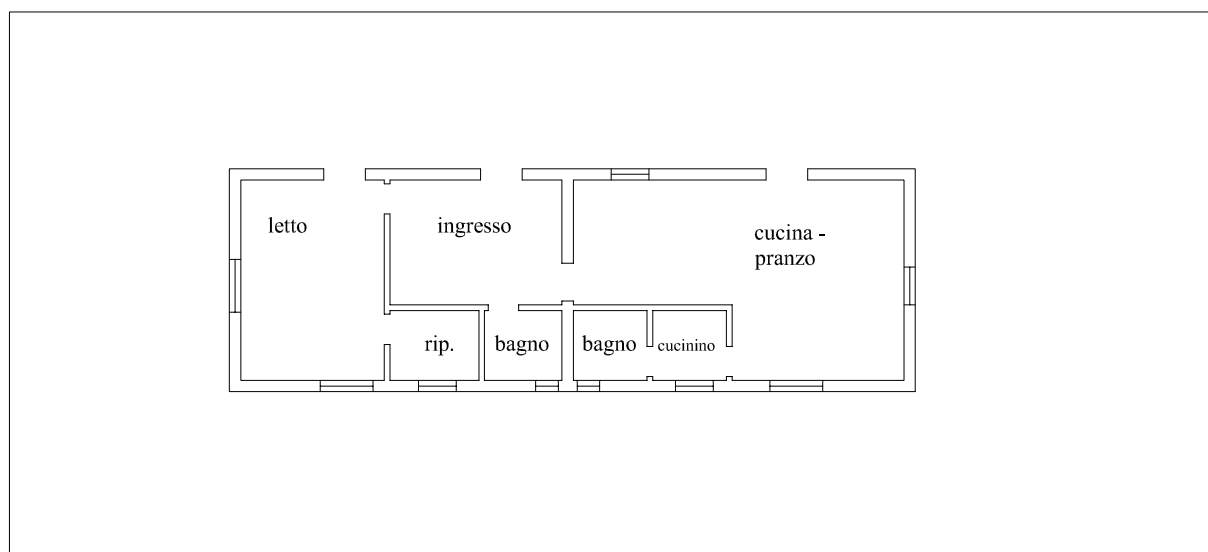 letto
ingresso
cucina -
pranzo
rip.
bagno
bagno
cucinino